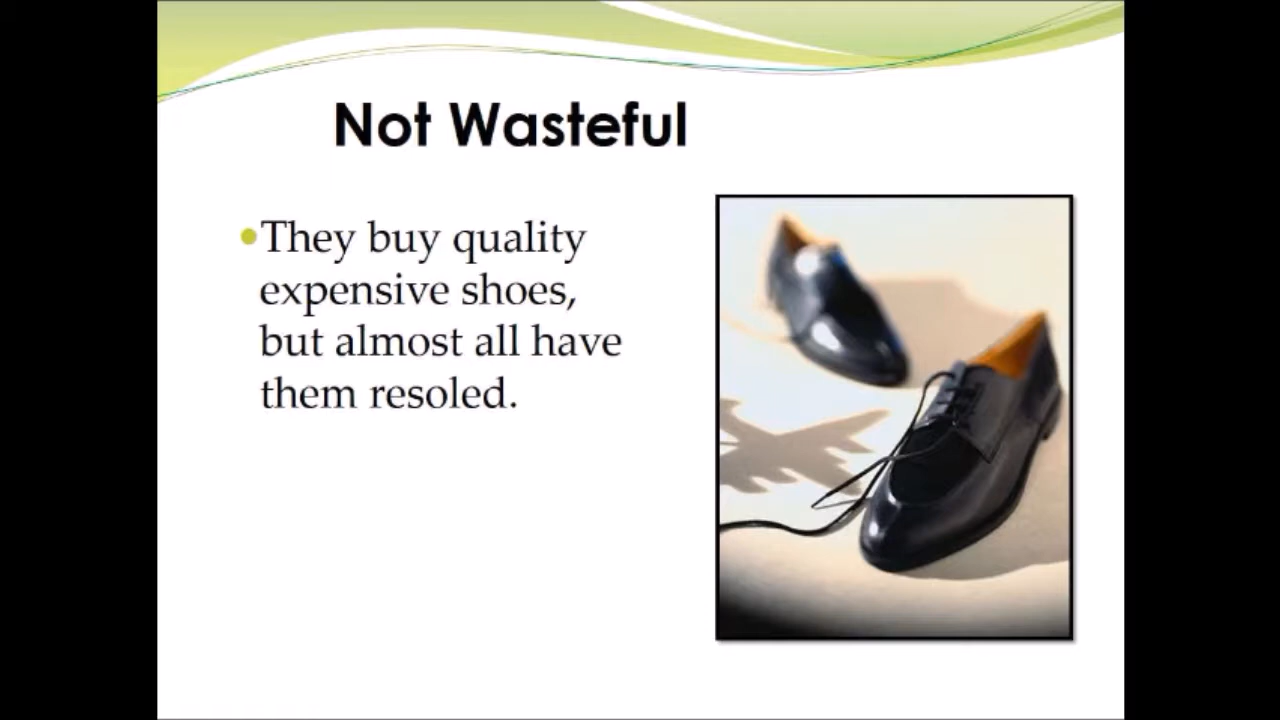 Not Wasteful
They buy quality
expensive shoes,
but almost all have
them resoled.